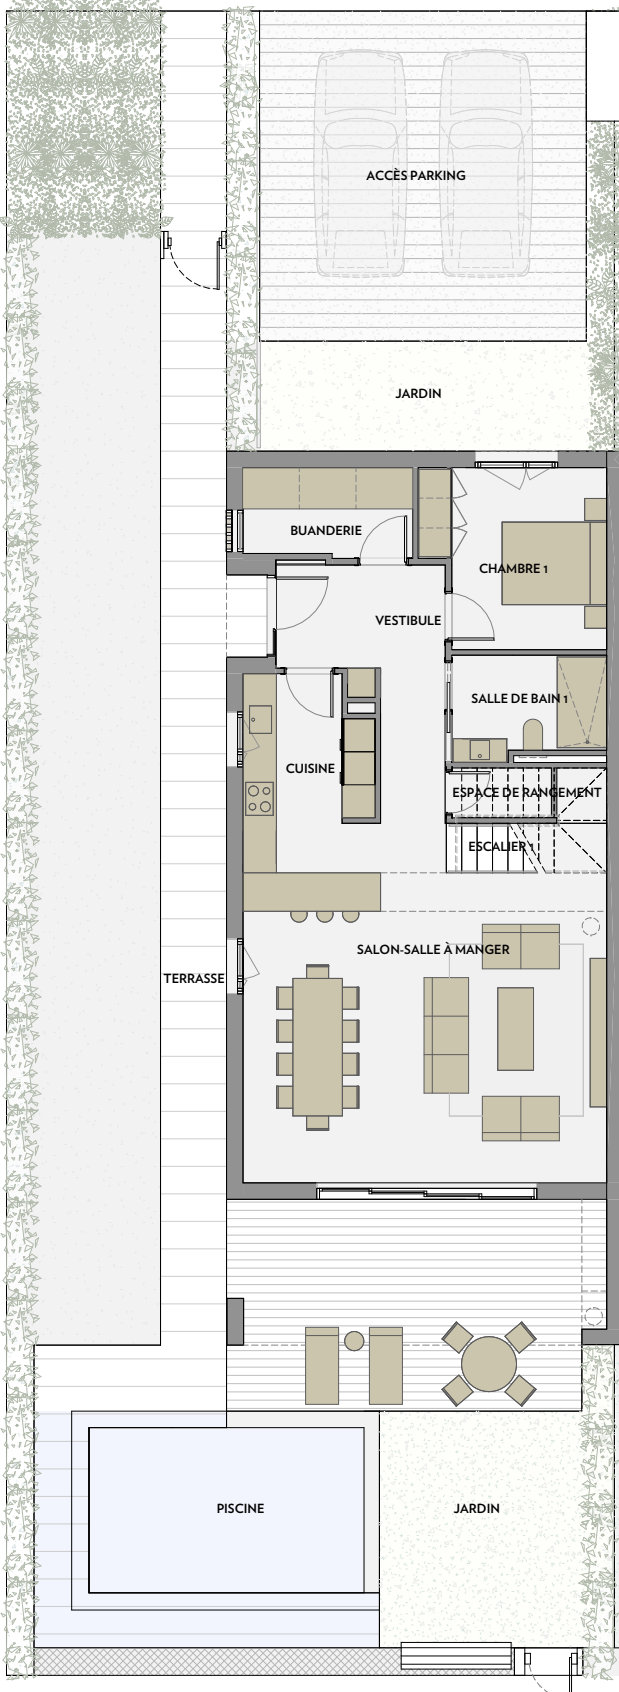 ACCÈS PARKING
JARDIN
BUANDERIE
CHAMBRE 1
VESTIBULE
SALLE DE BAIN 1
CUISINE
ESPACE DE RANGEMENT
ESCALIER 1
SALON-SALLE À MANGER
TERRASSE
PISCINE
JARDIN